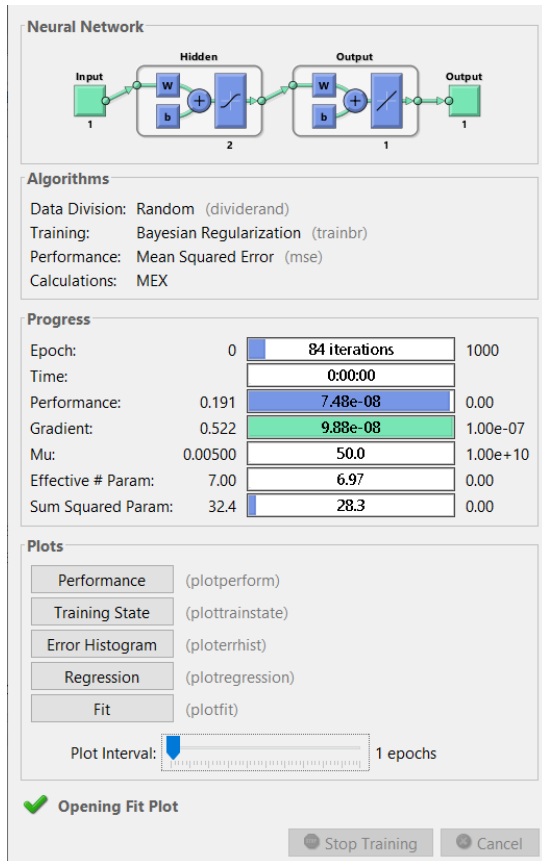 Neural Network
Hidden Output
Input Output
W W
+ +
b b
1 1
2 1
Algorithms
Data Division: Random (dividerand)
Training: Bayesian Regularization (trainbr)
Performance: Mean Squared Error (mse)
Calculations: MEX
Progress
Epoch: 0 84 iterations 1000
Time: 0:00:00
Performance: 0.191 7.48e-08 0.00
Gradient: 0.522 9.88e-08 1.00e-07
Mu: 0.00500 50.0 1.00e+10
Effective # Param: 7.00 6.97 0.00
Sum Squared Param: 32.4 28.3 0.00
Plots
Performance (plotperform)
Training State (plottrainstate)
Error Histogram (ploterrhist)
Regression (plotregression)
Fit (plotfit)
Plot Interval: 1 epochs
Opening Fit Plot
Stop Training Cancel